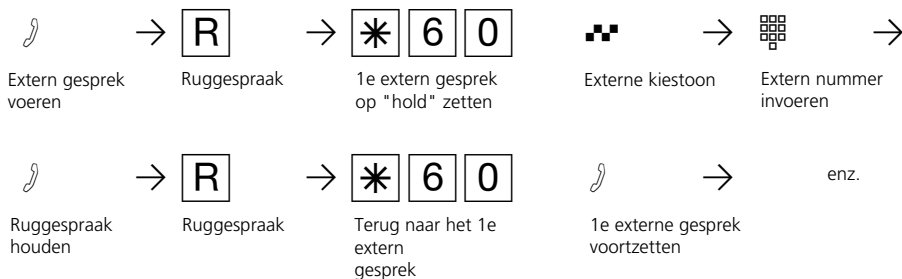 R * 6 0
Extern gesprek voeren
Ruggespraak
1e extern gesprek op "hold" zetten
Externe kiestoon
Extern nummer invoeren
R * 6 0 enz.
Ruggespraak houden
Ruggespraak
Terug naar het 1e extern gesprek
1e externe gesprek voortzetten